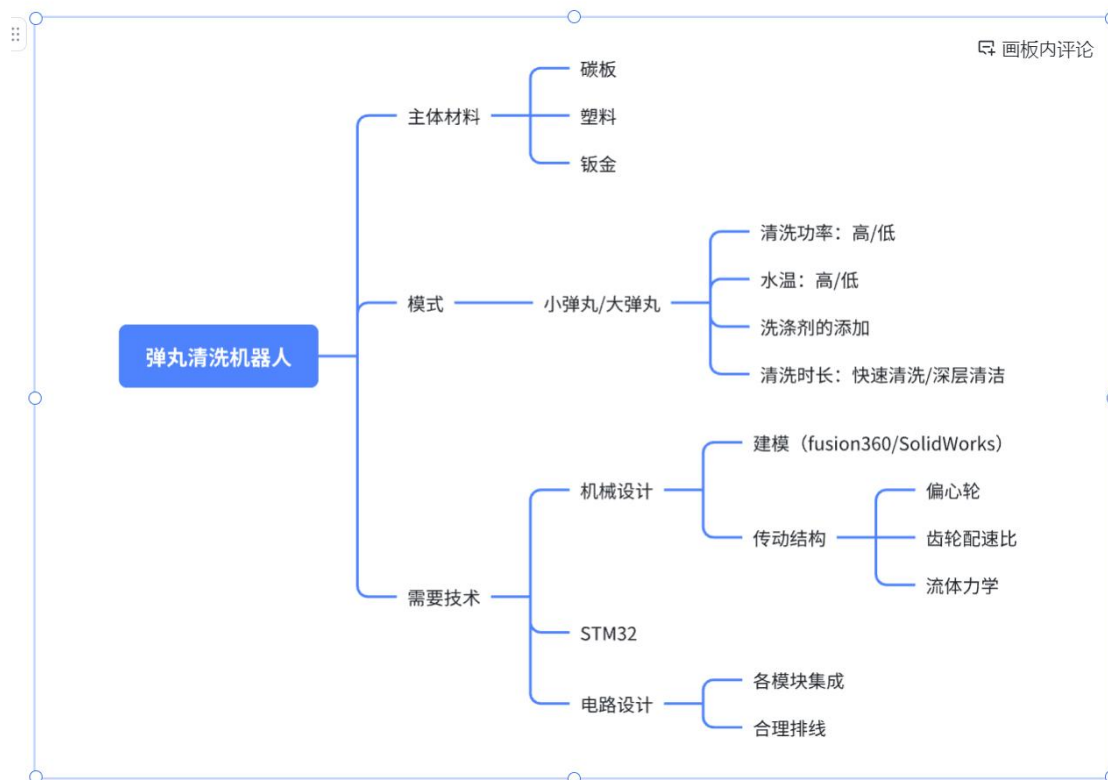 画板内评论
碳板
主体材料
塑料
钣金
清洗功率：高/低
水温：高/低
模式
小弹丸/大弹丸
洗涤剂的添加
弹丸清洗机器人
清洗时长：快速清洗/深层清洁
建模（fusion360/SolidWorks）
机械设计
偏心轮
传动结构
齿轮配速比
流体力学
需要技术
STM32
各模块集成
电路设计
合理排线